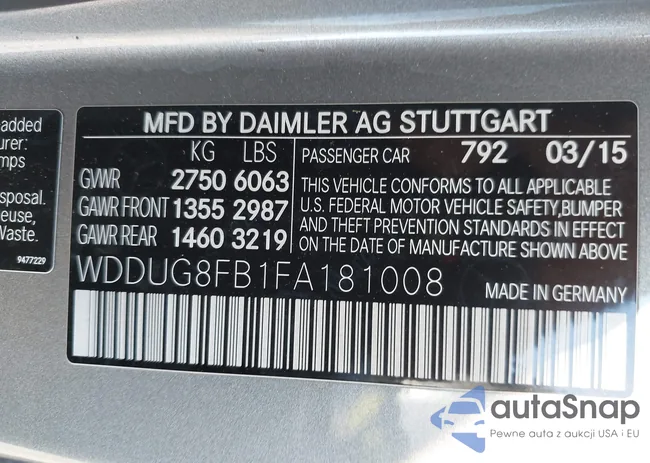 -added
urer:
mps
sposal.
euse,
Waste.
9477229
MFD BY DAIMLER AG STUTTGART
KG LBS
GVWR 2750 6063
GAWR FRONT 1355 2987
GAWR REAR 1460 3219
PASSENGER CAR 792 03/15
THIS VEHICLE CONFORMS TO ALL APPLICABLE
U.S. FEDERAL MOTOR VEHICLE SAFETY,BUMPER
AND THEFT PREVENTION STANDARDS IN EFFECT
ON THE DATE OF MANUFACTURE SHOWN ABOVE
WDDUG8FB1FA181008
MADE IN GERMANY
autaSnap
Pewne auta z aukcji USA i EU